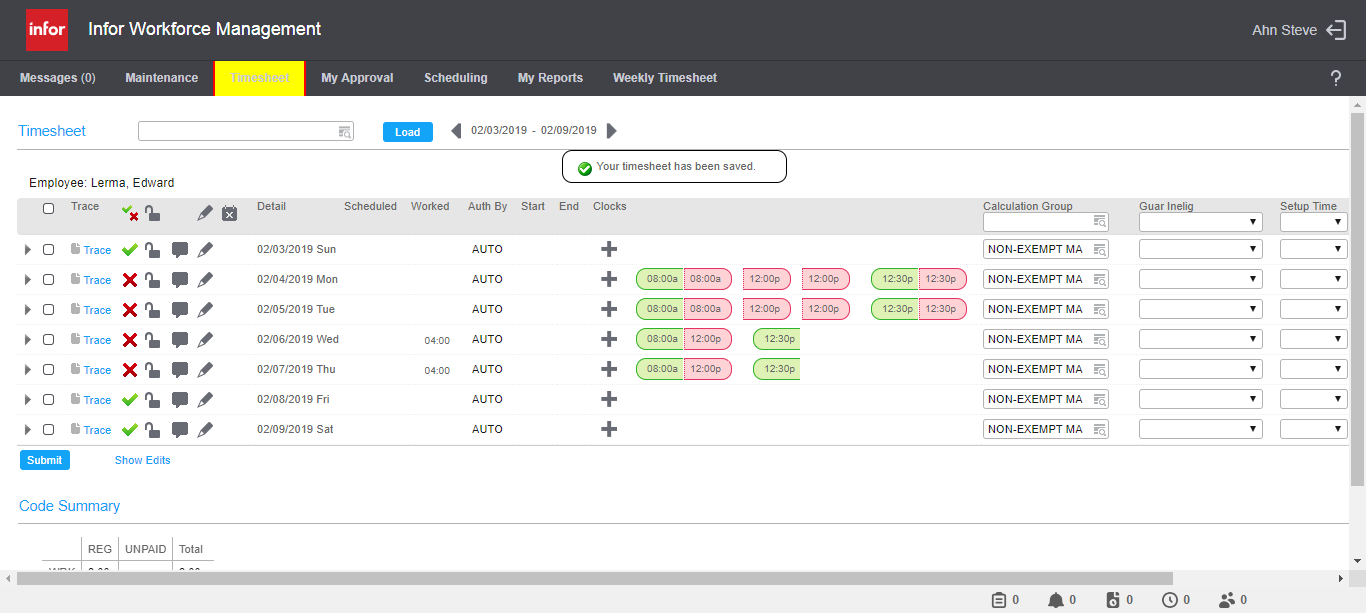 infor Infor Workforce Management Ahn Steve
Messages (0) Maintenance Timesheet My Approval Scheduling My Reports Weekly Timesheet ?
Timesheet Load 02/03/2019 - 02/09/2019
Your timesheet has been saved.
Employee: Lerma, Edward
Trace Detail Scheduled Worked Auth By Start End Clocks Calculation Group Guar Inelig Setup Time
Trace 02/03/2019 Sun AUTO NON-EXEMPT MA
Trace 02/04/2019 Mon AUTO 08:00a 08:00a 12:00p 12:00p 12:30p 12:30p NON-EXEMPT MA
Trace 02/05/2019 Tue AUTO 08:00a 08:00a 12:00p 12:00p 12:30p 12:30p NON-EXEMPT MA
Trace 02/06/2019 Wed 04:00 AUTO 08:00a 12:00p 12:30p NON-EXEMPT MA
Trace 02/07/2019 Thu 04:00 AUTO 08:00a 12:00p 12:30p NON-EXEMPT MA
Trace 02/08/2019 Fri AUTO NON-EXEMPT MA
Trace 02/09/2019 Sat AUTO NON-EXEMPT MA
Submit Show Edits
Code Summary
REG UNPAID Total
0 0 0 0 0